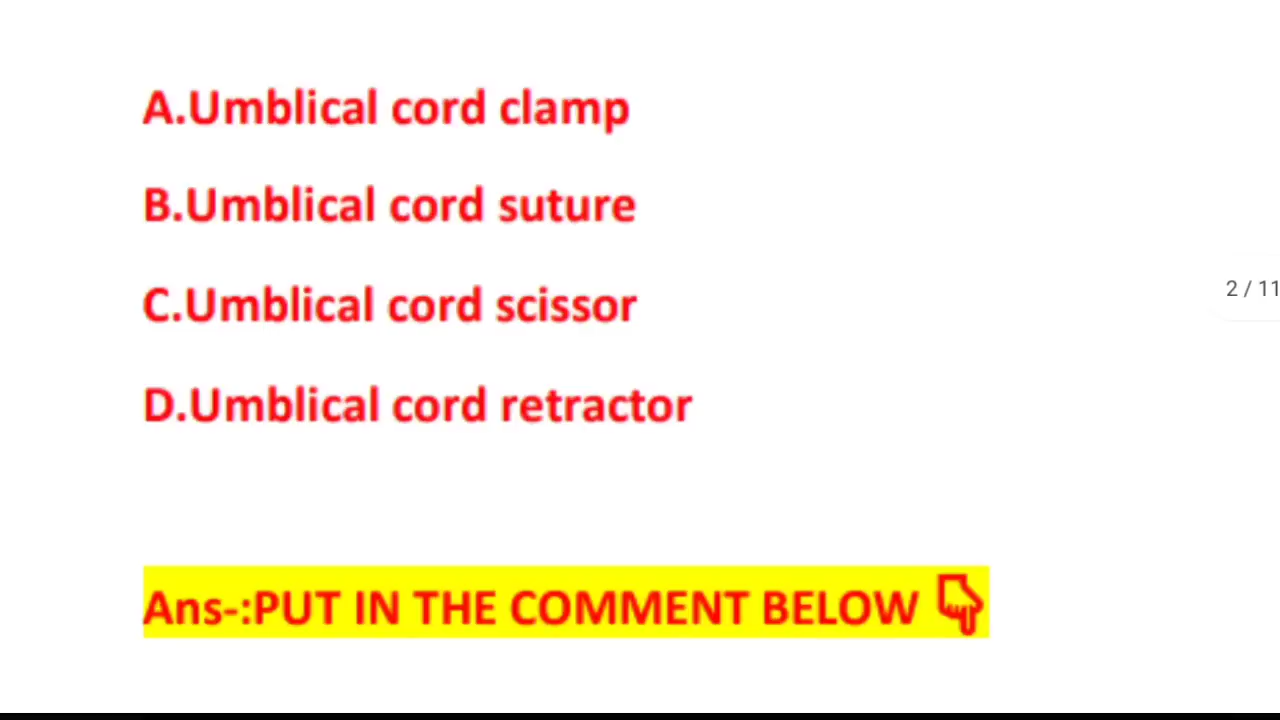 A.Umblical cord clamp
B.Umblical cord suture
2 / 11
C.Umblical cord scissor
D.Umblical cord retractor
Ans-:PUT IN THE COMMENT BELOW 👇